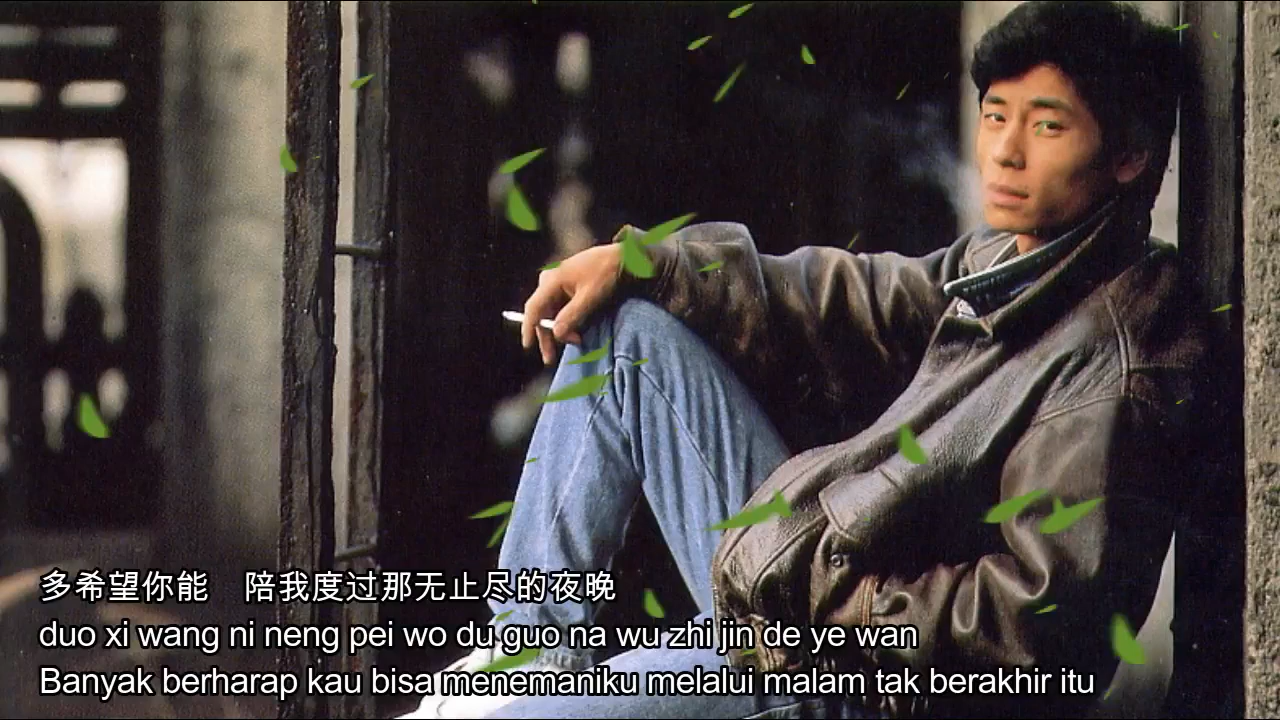 多希望你能　陪我度过那无止尽的夜晚
duo xi wang ni neng pei wo du guo na wu zhi jin de ye wan
Banyak berharap kau bisa menemaniku melalui malam tak berakhir itu